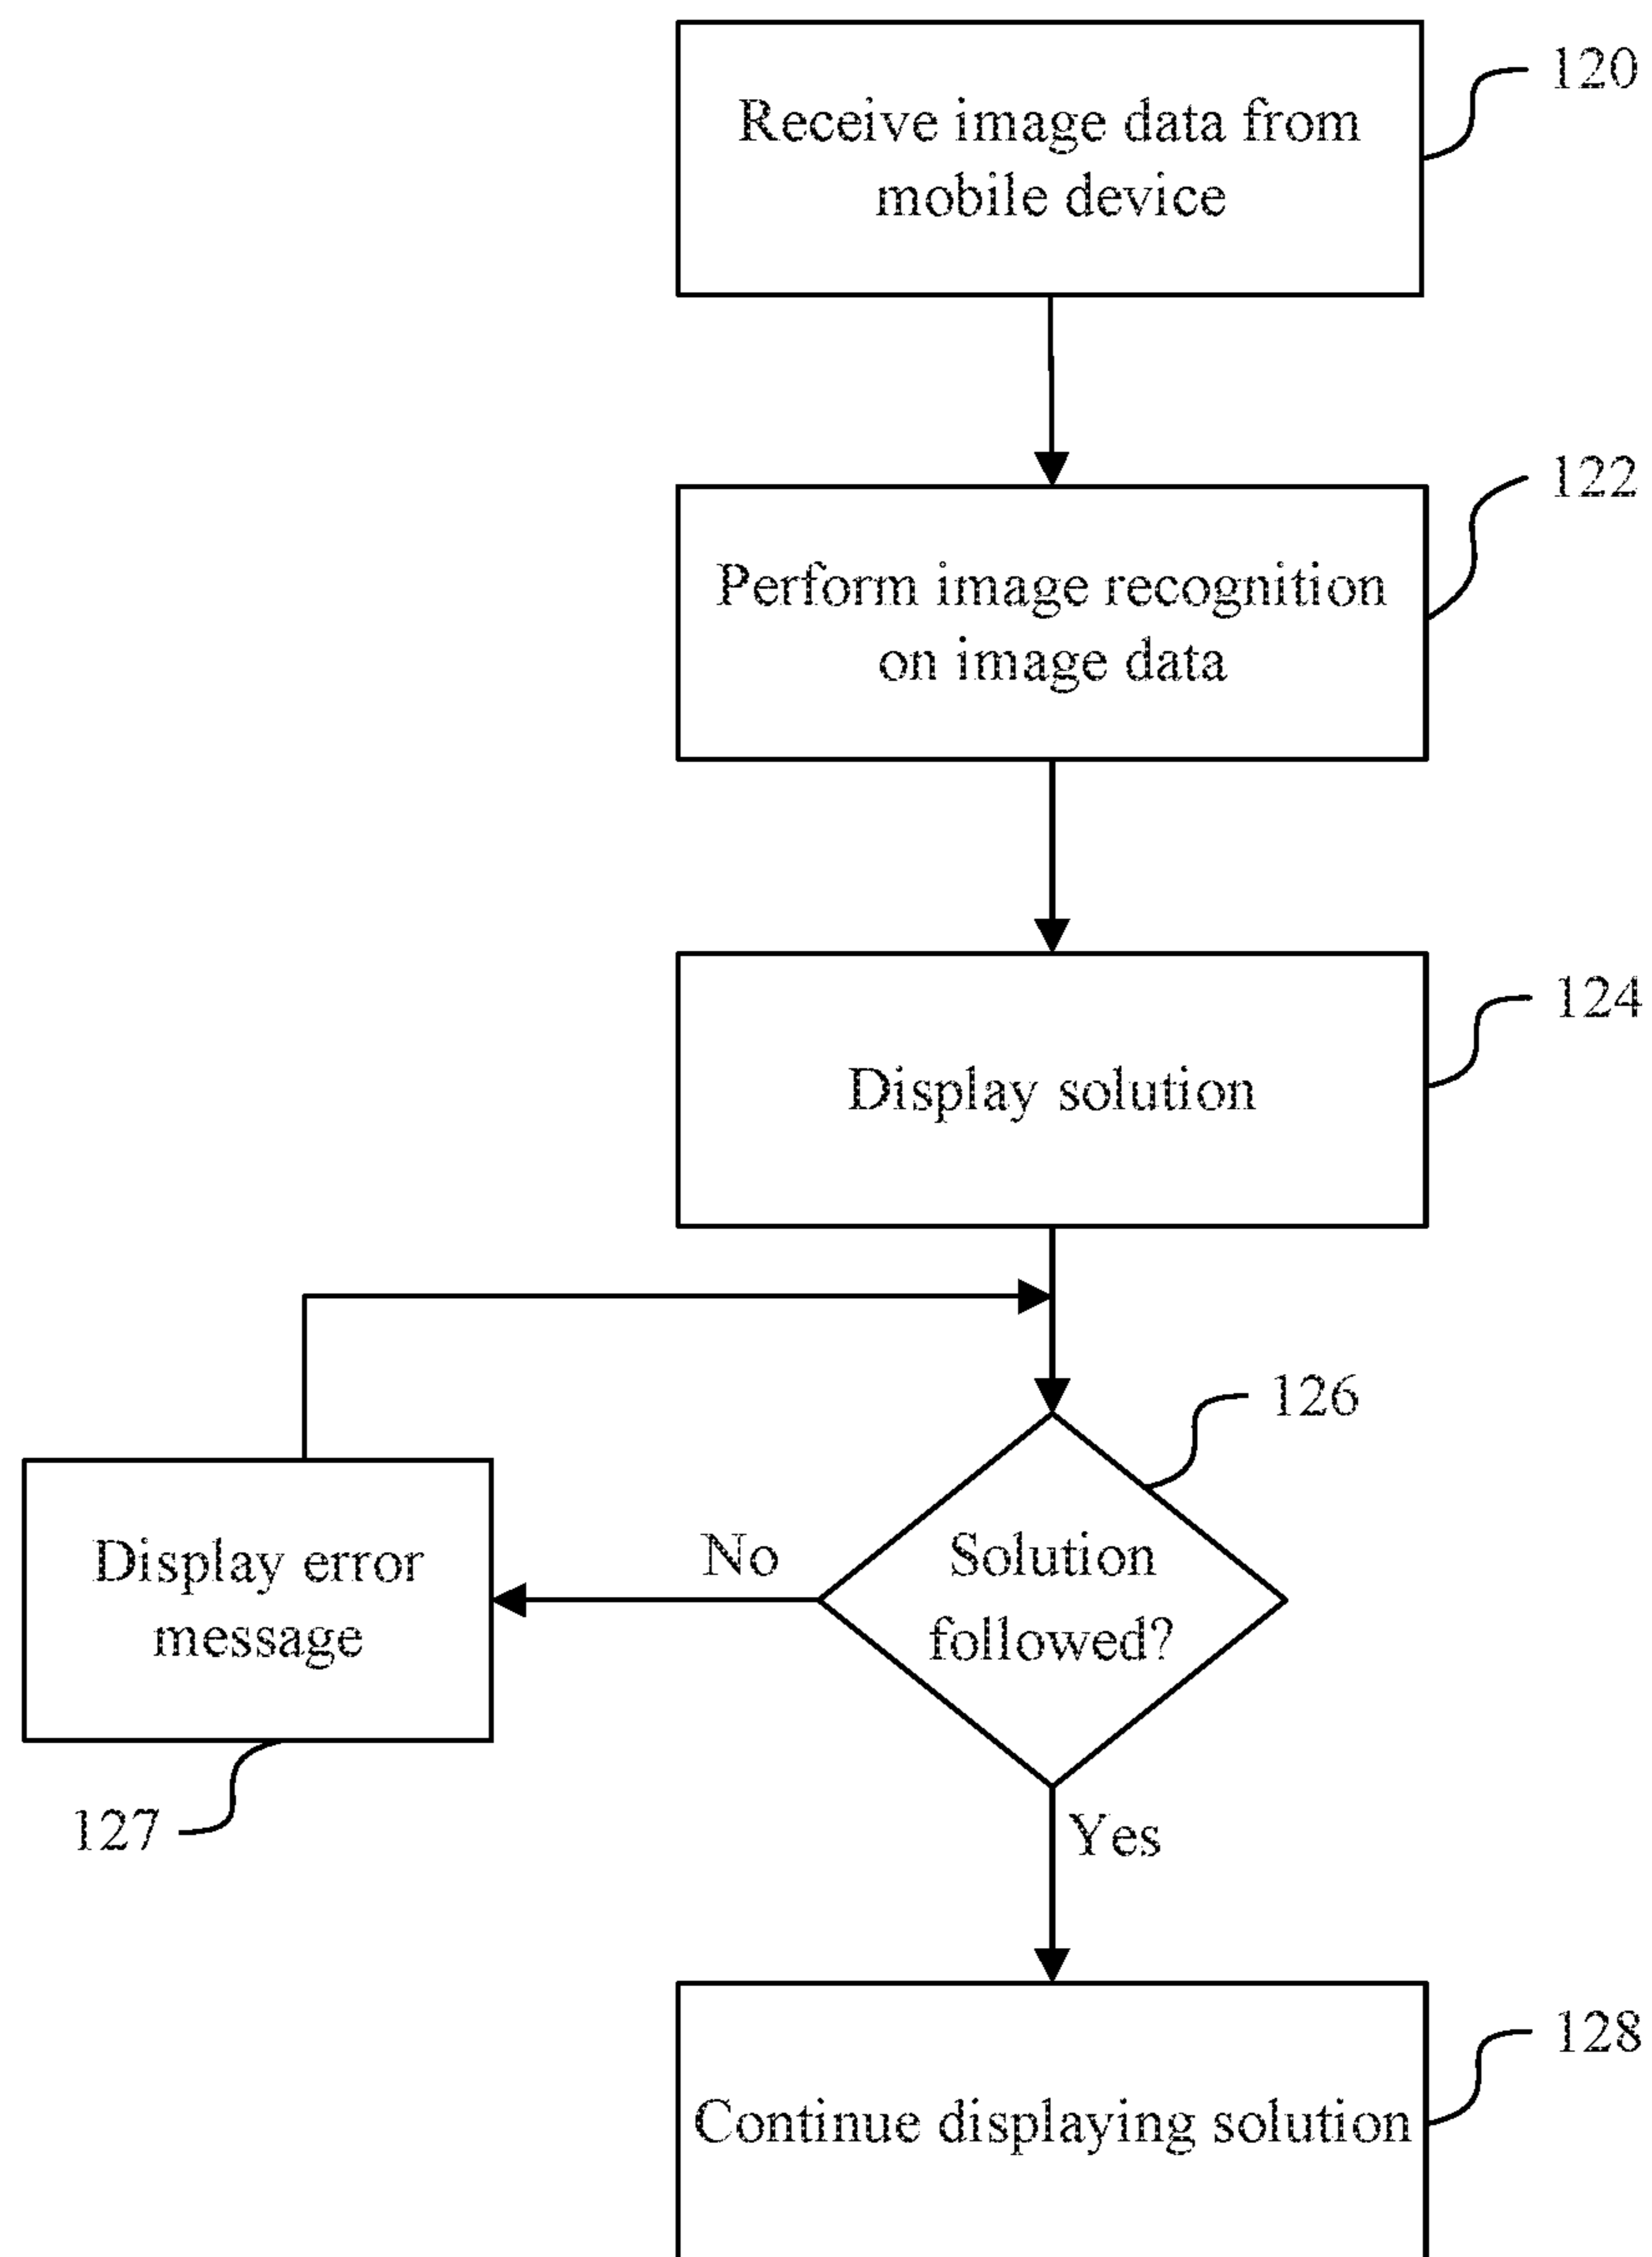 120
Receive image data from
mobile device
122
Perform image recognition
on image data
124
Display solution
126
Solution
followed?
No
Display error
message
127
Yes
128
Continue displaying solution